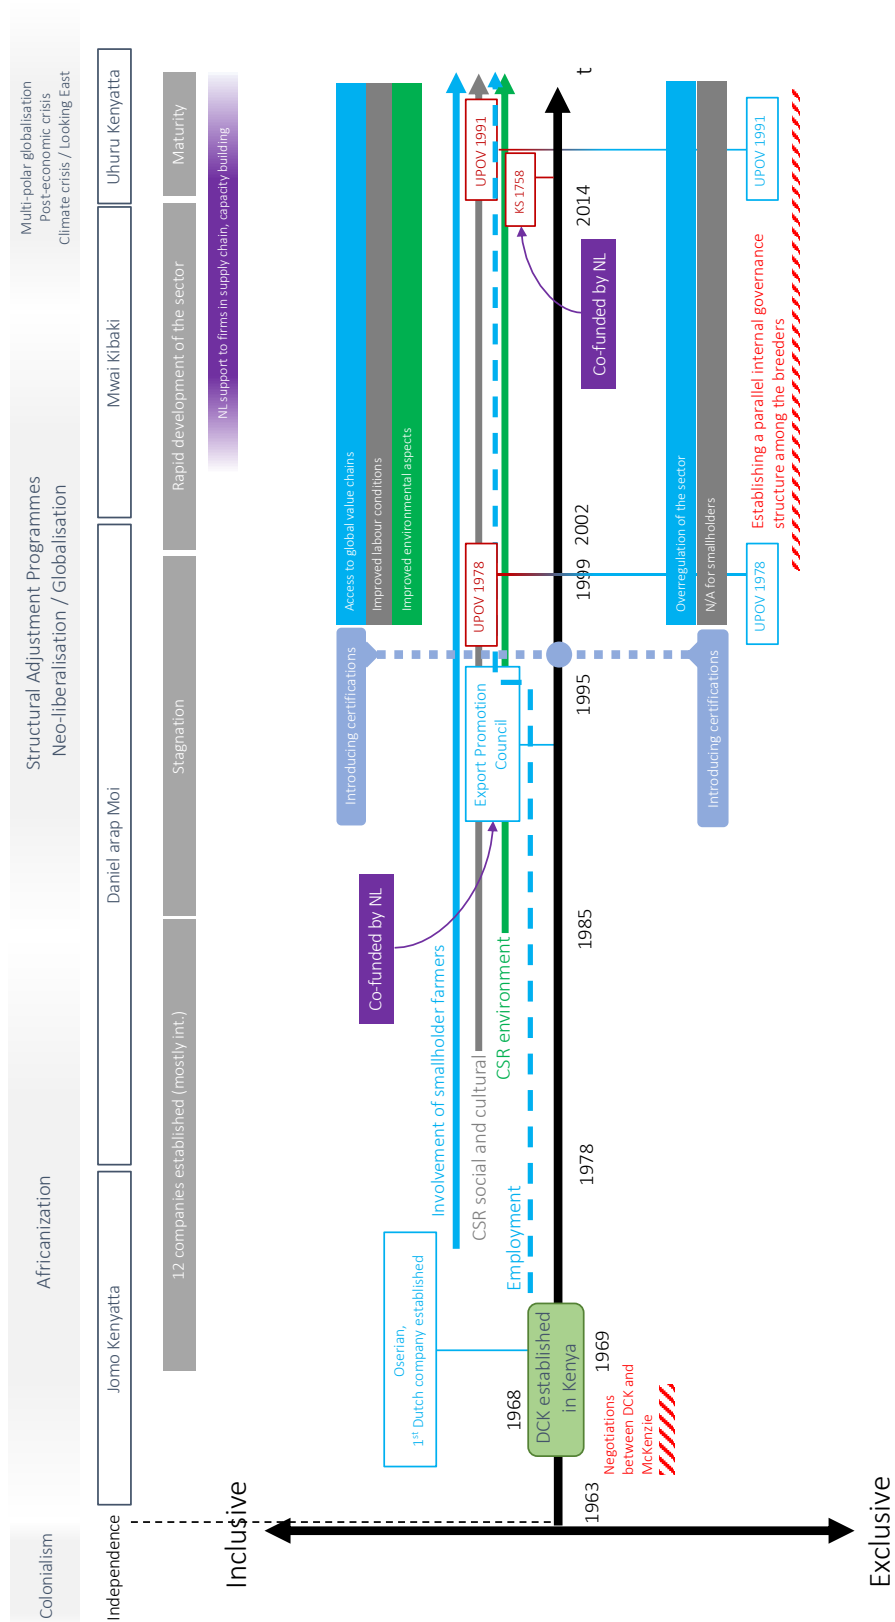 Colonialism
Africanization
Structural Adjustment Programmes
Neo-liberalisation / Globalisation
Multi-polar globalisation
Post-economic crisis
Climate crisis / Looking East
Independence
Jomo Kenyatta
Daniel arap Moi
Mwai Kibaki
Uhuru Kenyatta
12 companies established (mostly int.)
Stagnation
Rapid development of the sector
Maturity
NL support to firms in supply chain, capacity building
Inclusive
Introducing certifications
Access to global value chains
Improved labour conditions
Improved environmental aspects
Co-funded by NL
Oserian,
1st Dutch company established
Involvement of smallholder farmers
CSR social and cultural
CSR environment
Employment
Export Promotion
Council
UPOV 1978
UPOV 1991
KS 1758
1968
DCK established
in Kenya
t
1963
1969
1978
1985
1995
1999
2002
2014
Co-funded by NL
Negotiations
between DCK and
McKenzie
Introducing certifications
Overregulation of the sector
N/A for smallholders
UPOV 1978
UPOV 1991
Establishing a parallel internal governance
structure among the breeders
Exclusive